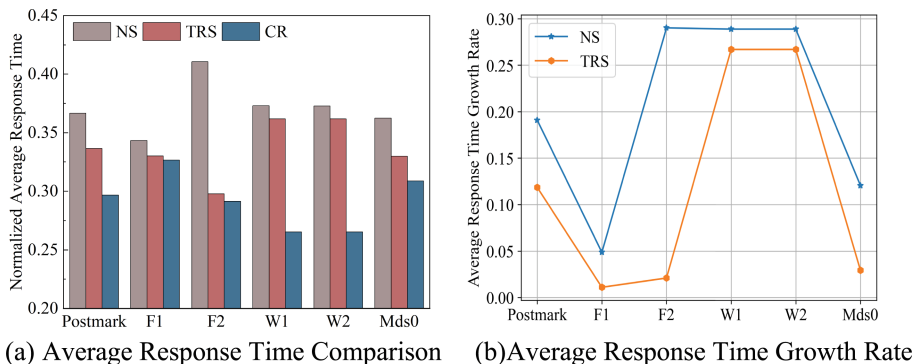 NS TRS CR
Normalized Average Response Time
0.45
0.40
0.35
0.30
0.25
0.20
Postmark F1 F2 W1 W2 Mds0
(a) Average Response Time Comparison
NS
TRS
Average Response Time Growth Rate
0.30
0.25
0.20
0.15
0.10
0.05
0.00
Postmark F1 F2 W1 W2 Mds0
(b)Average Response Time Growth Rate